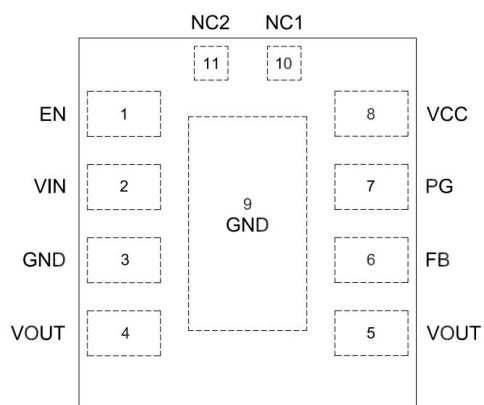 NC2 NC1
11 10
EN 1 8 VCC
VIN 2 9 7 PG
GND
GND 3 6 FB
VOUT 4 5 VOUT